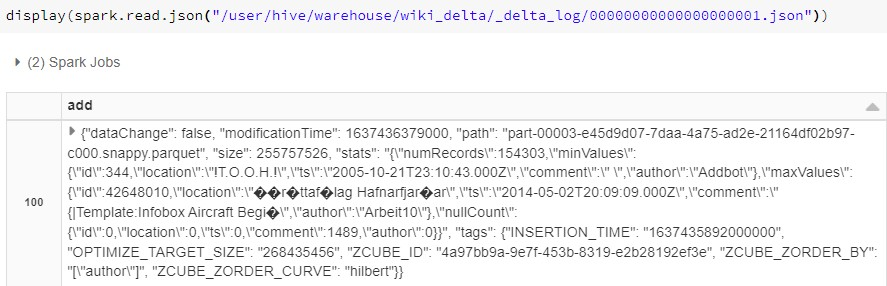 display(spark.read.json("/user/hive/warehouse/wiki_delta/_delta_log/00000000000000000001.json"))
(2) Spark Jobs
add
100
{"dataChange": false, "modificationTime": 1637436379000, "path": "part-00003-e45d9d07-7daa-4a75-ad2e-21164df02b97-
c000.snappy.parquet", "size": 255757526, "stats": "{\"numRecords\":154303,\"minValues\":
{\"id\":344,\"location\":\"!T.O.O.H.!\",\"ts\":\"2005-10-21T23:10:43.000Z\",\"comment\":\" \",\"author\":\"Addbot\"},\"maxValues\":
{\"id\":42648010,\"location\":\"��r�ttaf�lag Hafnarfjar�ar\",\"ts\":\"2014-05-02T20:09:09.000Z\",\"comment\":\"
{|Template:Infobox Aircraft Begi�\",\"author\":\"Arbeit10\"},\"nullCount\":
{\"id\":0,\"location\":0,\"ts\":0,\"comment\":1489,\"author\":0}}", "tags": {"INSERTION_TIME": "1637435892000000",
"OPTIMIZE_TARGET_SIZE": "268435456", "ZCUBE_ID": "4a97bb9a-9e7f-453b-8319-e2b28192ef3e", "ZCUBE_ZORDER_BY":
"[\"author\"]", "ZCUBE_ZORDER_CURVE": "hilbert"}}